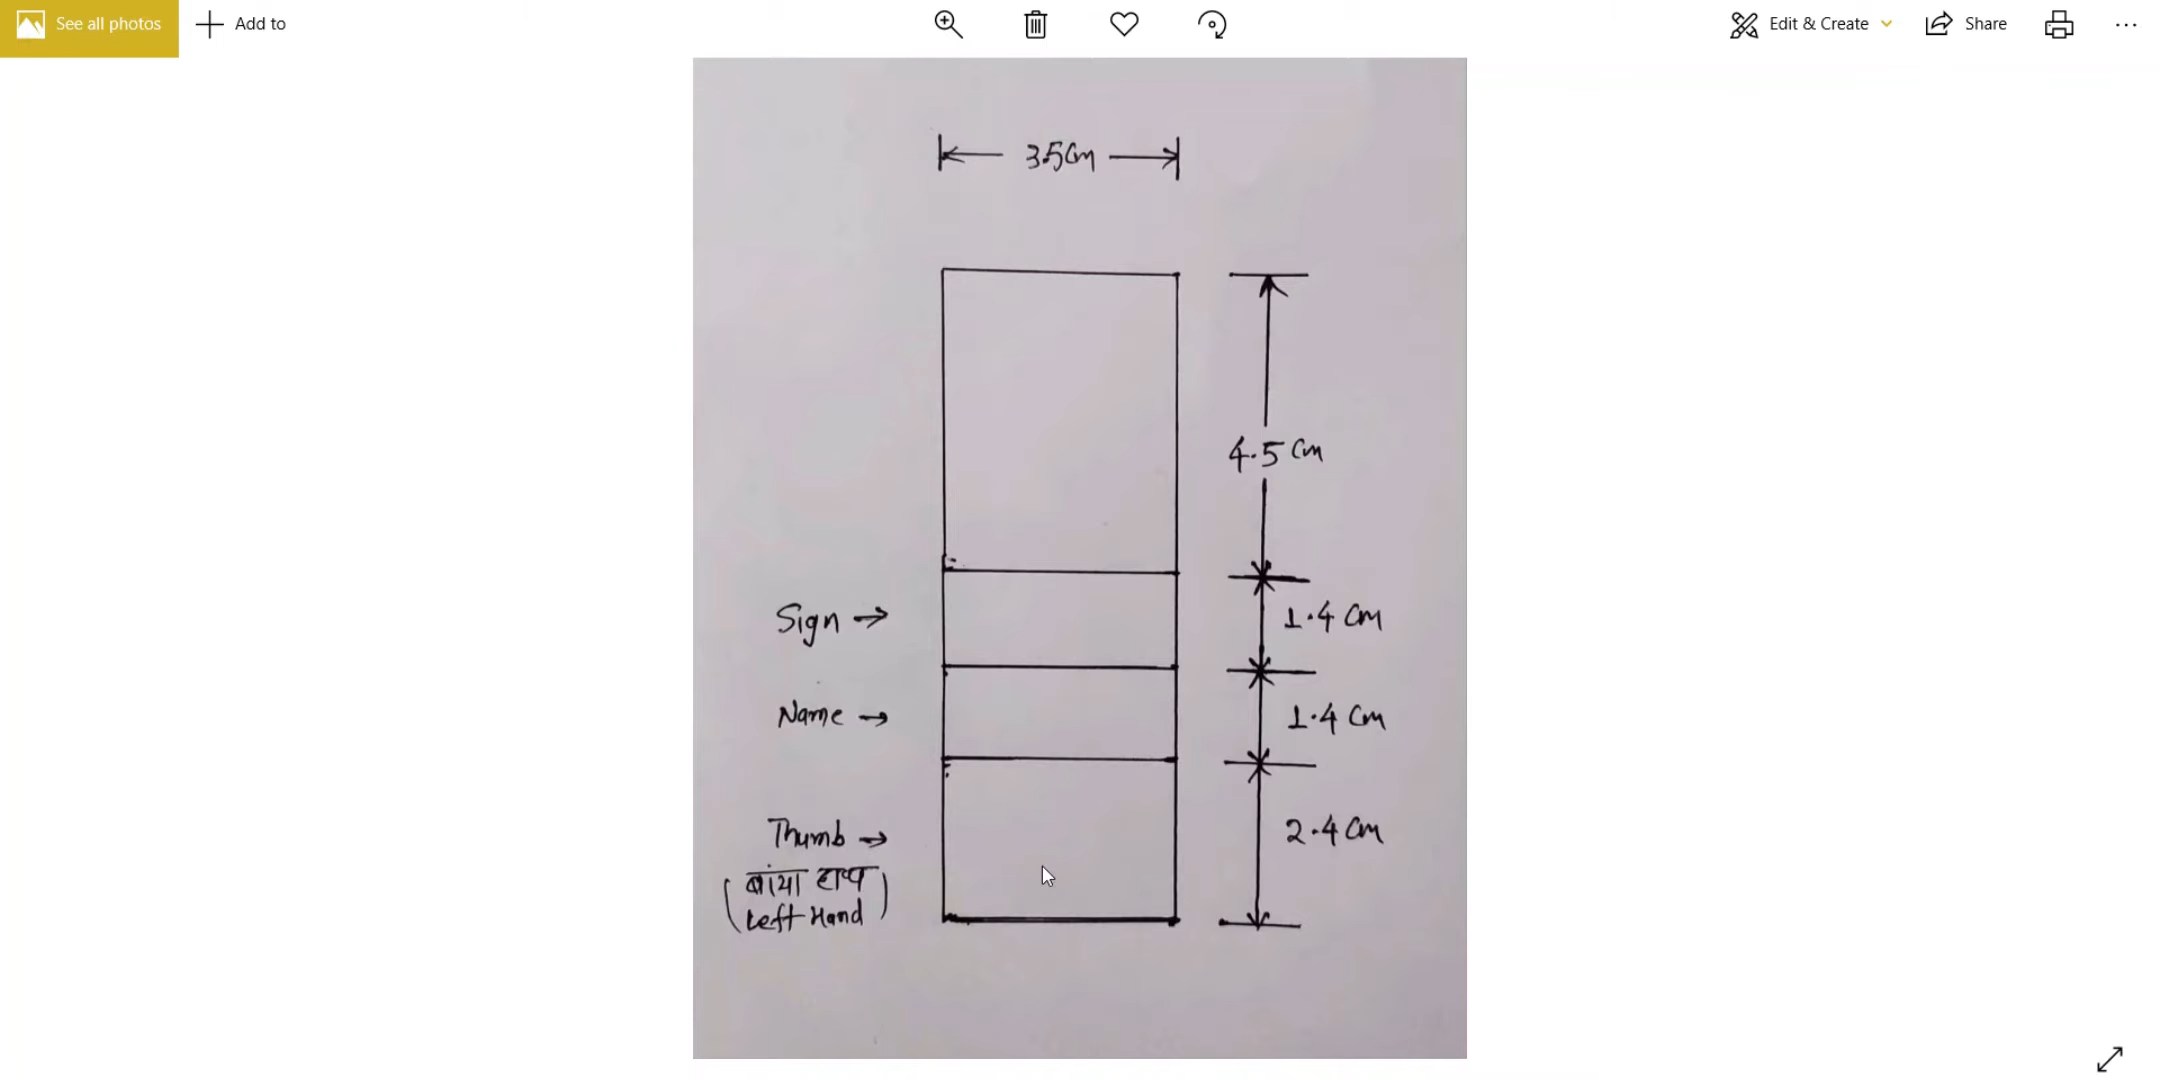 See all photos
Add to
Edit & Create
Share
3.5cm
4.5 cm
Sign →
1.4 cm
Name →
1.4 cm
Thumb →
2.4 cm
(बांया हाथ
Left Hand)